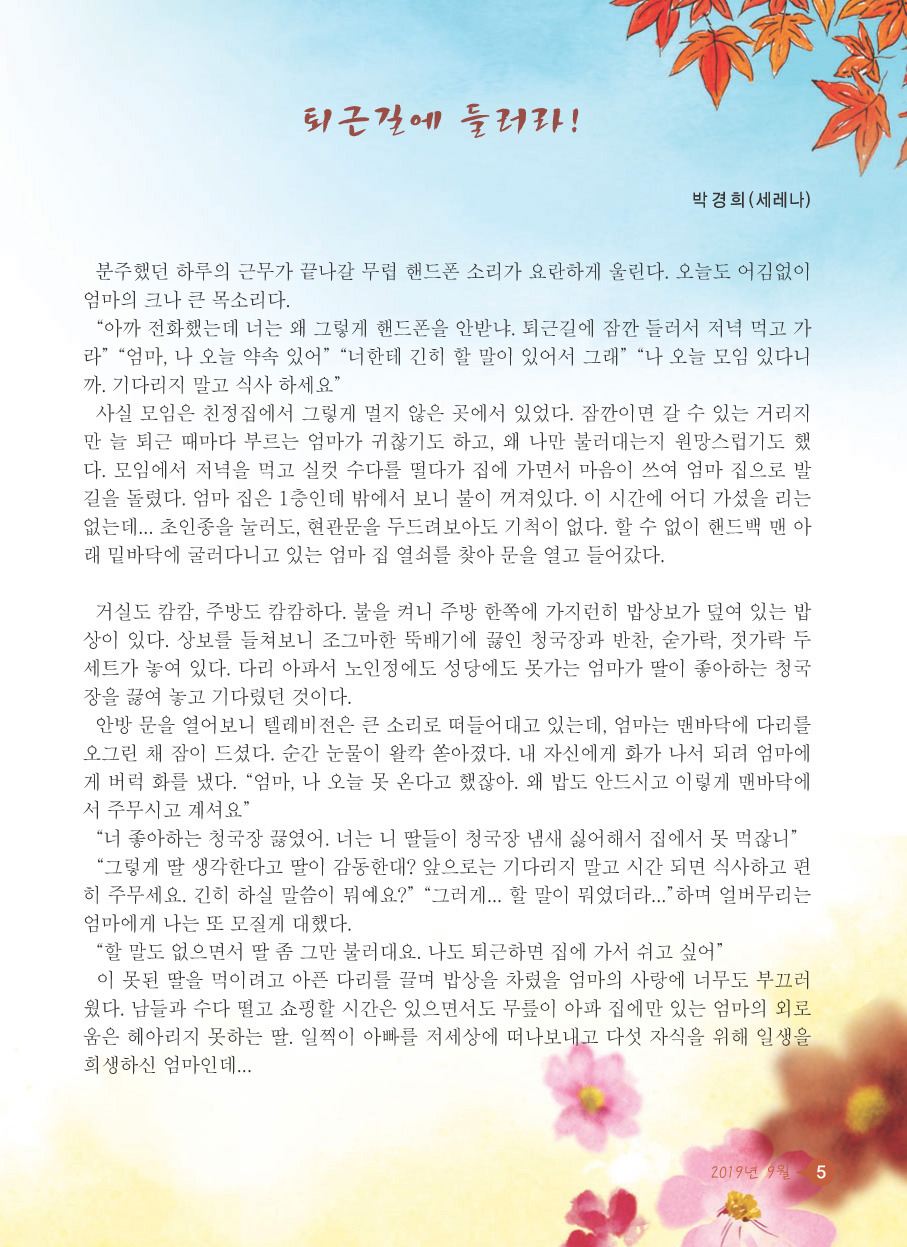 퇴근길에 들러라!
박경희(세레나)
분주했던 하루의 근무가 끝나갈 무렵 핸드폰 소리가 요란하게 울린다. 오늘도 어김없이
엄마의 크나 큰 목소리다.
“아까 전화했는데 너는 왜 그렇게 핸드폰을 안받냐. 퇴근길에 잠깐 들러서 저녁 먹고 가
라” “엄마, 나 오늘 약속 있어” “너한테 긴히 할 말이 있어서 그래” “나 오늘 모임 있다니
까. 기다리지 말고 식사 하세요”
사실 모임은 친정집에서 그렇게 멀지 않은 곳에서 있었다. 잠깐이면 갈 수 있는 거리지
만 늘 퇴근 때마다 부르는 엄마가 귀찮기도 하고, 왜 나만 불러대는지 원망스럽기도 했
다. 모임에서 저녁을 먹고 실컷 수다를 떨다가 집에 가면서 마음이 쓰여 엄마 집으로 발
길을 돌렸다. 엄마 집은 1층인데 밖에서 보니 불이 꺼져있다. 이 시간에 어디 가셨을 리는
없는데... 초인종을 눌러도, 현관문을 두드려보아도 기척이 없다. 할 수 없이 핸드백 맨 아
래 밑바닥에 굴러다니고 있는 엄마 집 열쇠를 찾아 문을 열고 들어갔다.
거실도 캄캄, 주방도 캄캄하다. 불을 켜니 주방 한쪽에 가지런히 밥상보가 덮여 있는 밥
상이 있다. 상보를 들쳐보니 조그마한 뚝배기에 끓인 청국장과 반찬, 숟가락, 젓가락 두
세트가 놓여 있다. 다리 아파서 노인정에도 성당에도 못가는 엄마가 딸이 좋아하는 청국
장을 끓여 놓고 기다렸던 것이다.
안방 문을 열어보니 텔레비전은 큰 소리로 떠들어대고 있는데, 엄마는 맨바닥에 다리를
오그린 채 잠이 드셨다. 순간 눈물이 왈칵 쏟아졌다. 내 자신에게 화가 나서 되려 엄마에
게 버럭 화를 냈다. “엄마, 나 오늘 못 온다고 했잖아. 왜 밥도 안드시고 이렇게 맨바닥에
서 주무시고 계셔요”
“너 좋아하는 청국장 끓였어. 너는 니 딸들이 청국장 냄새 싫어해서 집에서 못 먹잖니”
“그렇게 딸 생각한다고 딸이 감동한대? 앞으로는 기다리지 말고 시간 되면 식사하고 편
히 주무세요. 긴히 하실 말씀이 뭐예요?” “그러게... 할 말이 뭐였더라...”하며 얼버무리는
엄마에게 나는 또 모질게 대했다.
“할 말도 없으면서 딸 좀 그만 불러대요. 나도 퇴근하면 집에 가서 쉬고 싶어”
이 못된 딸을 먹이려고 아픈 다리를 끌며 밥상을 차렸을 엄마의 사랑에 너무도 부끄러
웠다. 남들과 수다 떨고 쇼핑할 시간은 있으면서도 무릎이 아파 집에만 있는 엄마의 외로
움은 헤아리지 못하는 딸. 일찍이 아빠를 저세상에 떠나보내고 다섯 자식을 위해 일생을
희생하신 엄마인데...
2019년 9월 5